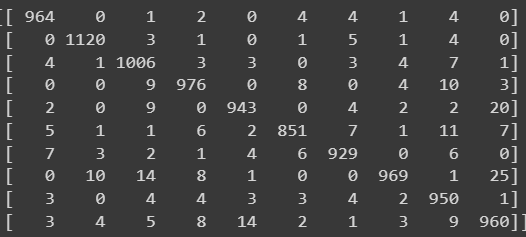 [[ 964 0 1 2 0 4 4 1 4 0]
[ 0 1120 3 1 0 1 5 1 4 0]
[ 4 1 1006 3 3 0 3 4 7 1]
[ 0 0 9 976 0 8 0 4 10 3]
[ 2 0 9 0 943 0 4 2 2 20]
[ 5 1 1 6 2 851 7 1 11 7]
[ 7 3 2 1 4 6 929 0 6 0]
[ 0 10 14 8 1 0 0 969 1 25]
[ 3 0 4 4 3 3 4 2 950 1]
[ 3 4 5 8 14 2 1 3 9 960]]